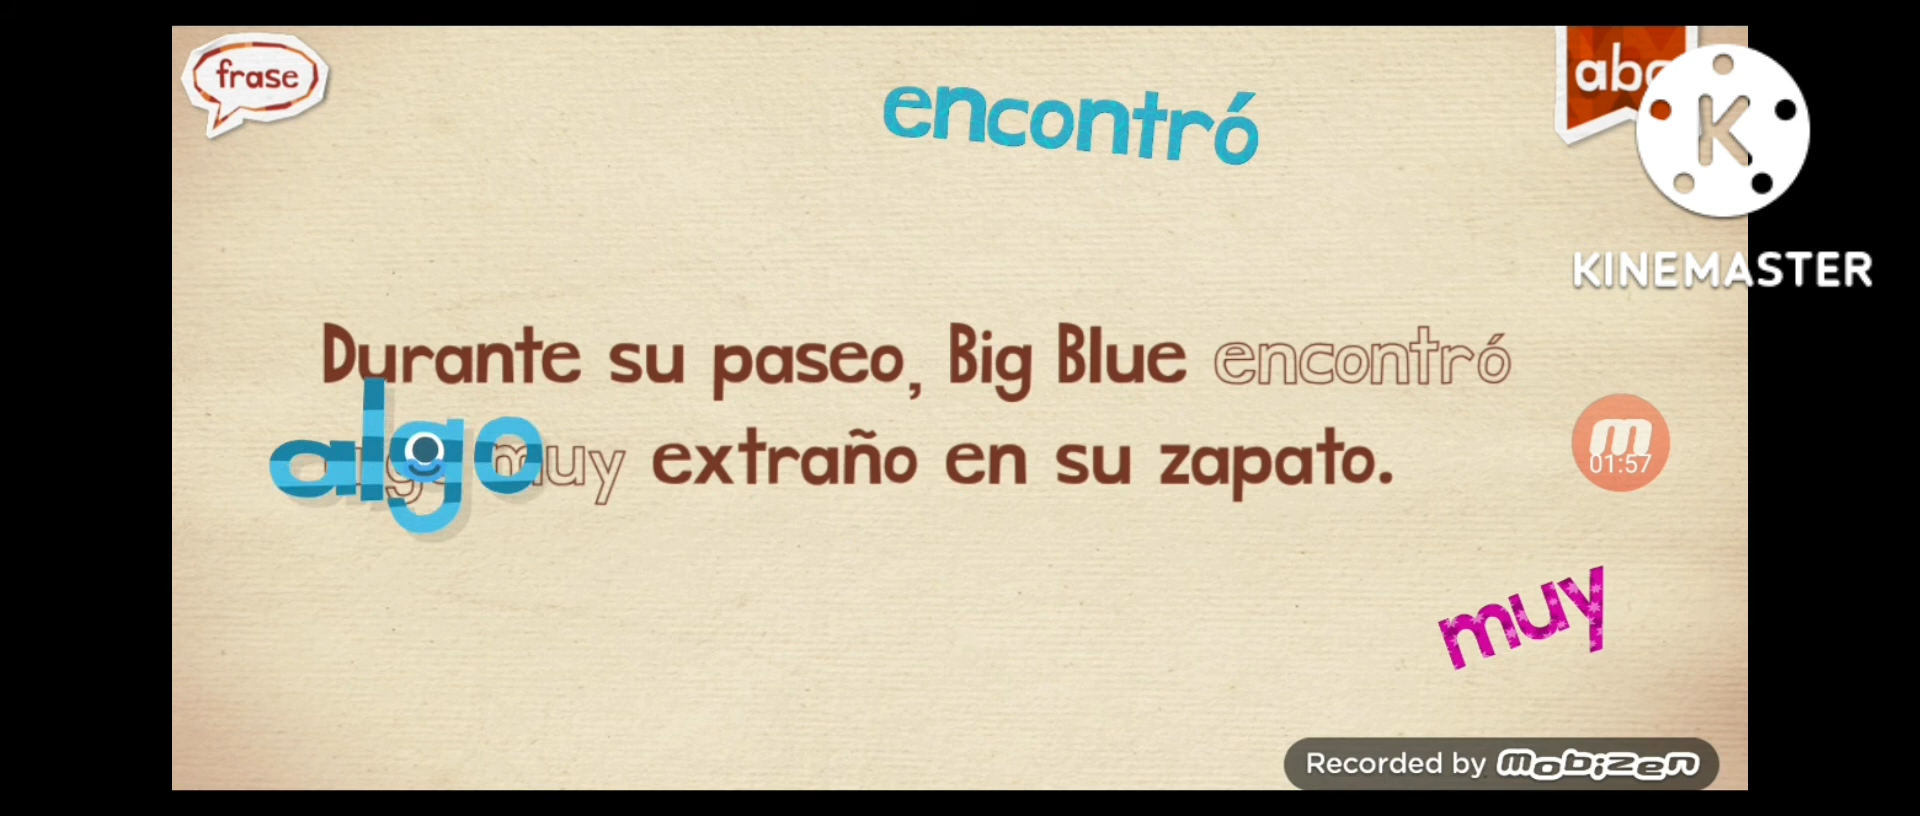 frase
encontró
abc
KINEMASTER
Durante su paseo, Big Blue encontró
algo muy extraño en su zapato.
algo
01:57
muy
Recorded by mobizen